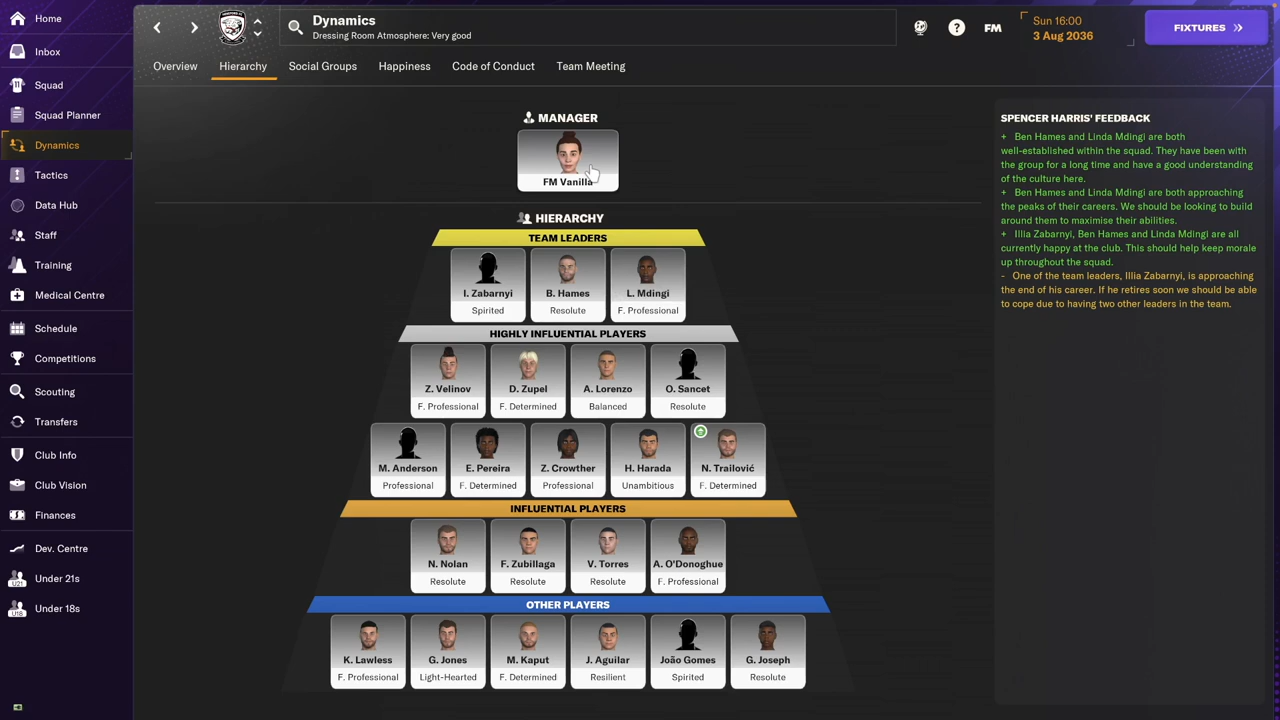 Home
Inbox
Squad
Squad Planner
Dynamics
Tactics
Data Hub
Staff
Training
Medical Centre
Schedule
Competitions
Scouting
Transfers
Club Info
Club Vision
Finances
Dev. Centre
Under 21s
Under 18s
Dynamics
Dressing Room Atmosphere: Very good
FM
Sun 16:00
3 Aug 2036
FIXTURES
Overview
Hierarchy
Social Groups
Happiness
Code of Conduct
Team Meeting
MANAGER
FM Vanilla
HIERARCHY
TEAM LEADERS
I. Zabarnyi
Spirited
B. Hames
Resolute
L. Mdingi
F. Professional
HIGHLY INFLUENTIAL PLAYERS
Z. Velinov
F. Professional
D. Zupel
F. Determined
A. Lorenzo
Balanced
O. Sancet
Resolute
M. Anderson
Professional
E. Pereira
F. Determined
Z. Crowther
Professional
H. Harada
Unambitious
N. Trailović
F. Determined
INFLUENTIAL PLAYERS
N. Nolan
Resolute
F. Zubillaga
Resolute
V. Torres
Resolute
A. O'Donoghue
F. Professional
OTHER PLAYERS
K. Lawless
F. Professional
G. Jones
Light-Hearted
M. Kaput
F. Determined
J. Aguilar
Resilient
João Gomes
Spirited
G. Joseph
Resolute
SPENCER HARRIS' FEEDBACK
+ Ben Hames and Linda Mdingi are both
well-established within the squad. They have been with
the group for a long time and have a good understanding
of the culture here.
+ Ben Hames and Linda Mdingi are both approaching
the peaks of their careers. We should be looking to build
around them to maximise their abilities.
+ Illia Zabarnyi, Ben Hames and Linda Mdingi are all
currently happy at the club. This should help keep morale
up throughout the squad.
- One of the team leaders, Illia Zabarnyi, is approaching
the end of his career. If he retires soon we should be able
to cope due to having two other leaders in the team.